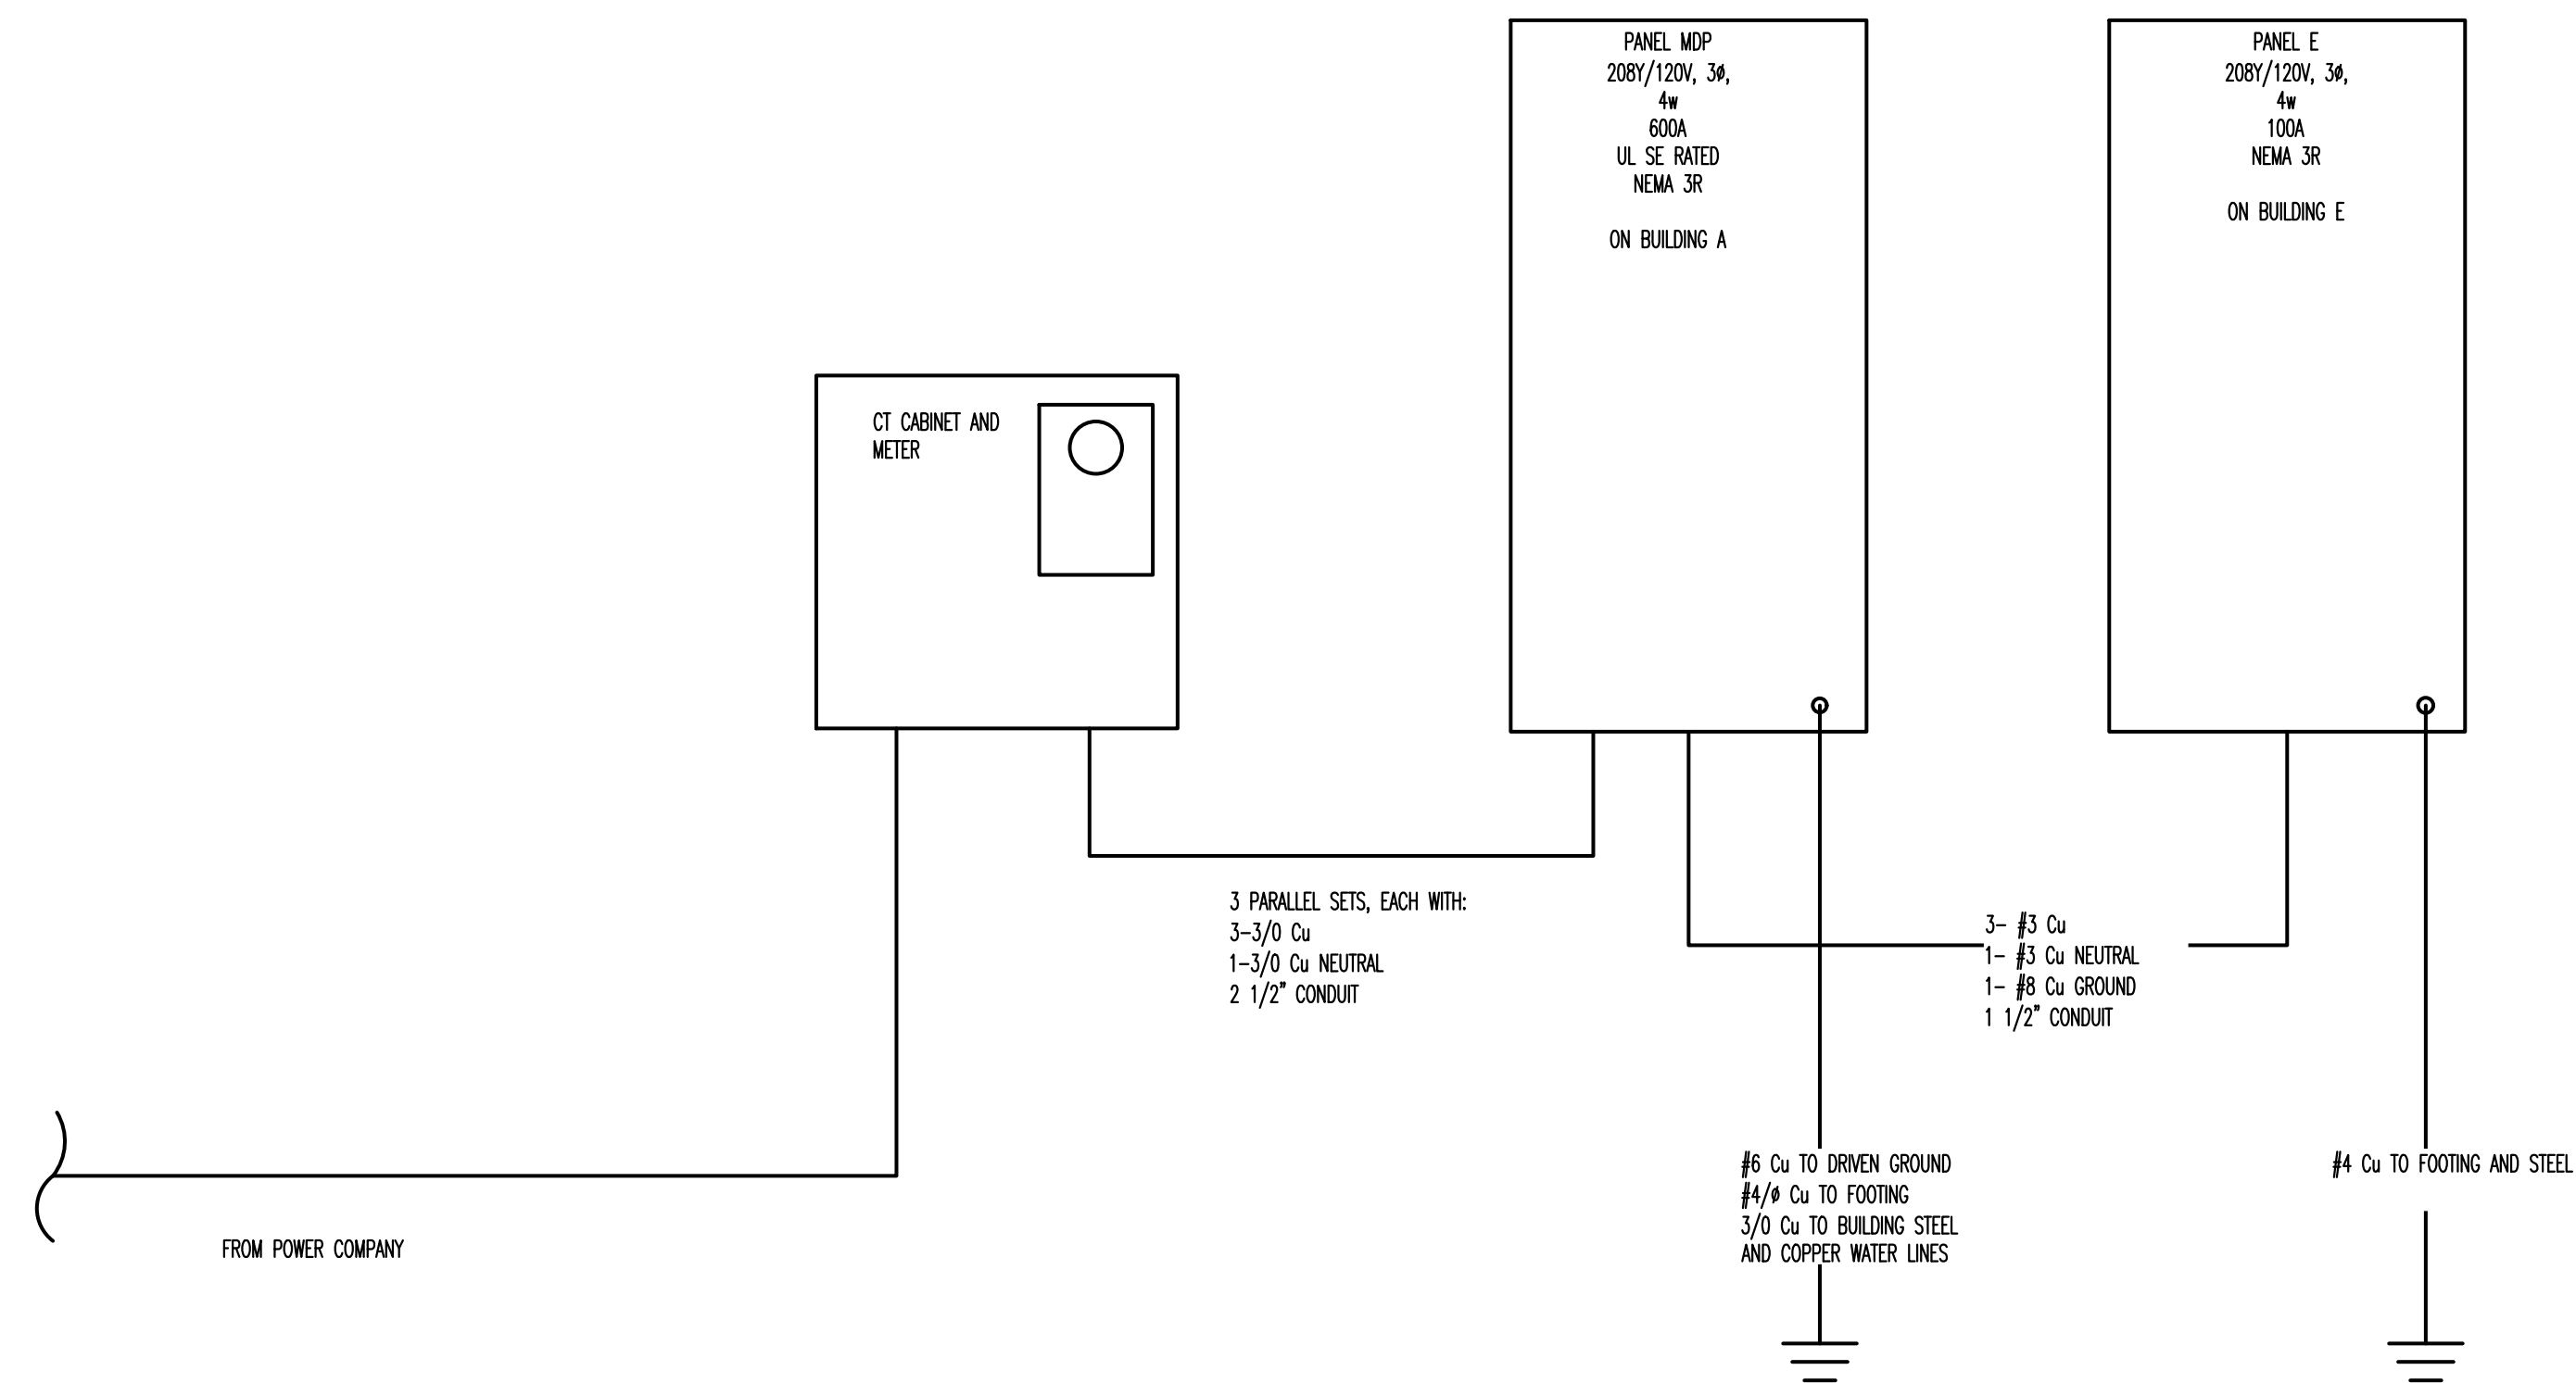 PANEL MDP
208Y/120V, 3ø,
4w
600A
UL SE RATED
NEMA 3R
ON BUILDING A
PANEL E
208Y/120V, 3ø,
4w
100A
NEMA 3R
ON BUILDING E
CT CABINET AND
METER
3 PARALLEL SETS, EACH WITH:
3-3/0 Cu
1-3/0 Cu NEUTRAL
2 1/2" CONDUIT
3- #3 Cu
1- #3 Cu NEUTRAL
1- #8 Cu GROUND
1 1/2" CONDUIT
#6 Cu TO DRIVEN GROUND
#4/ø Cu TO FOOTING
3/0 Cu TO BUILDING STEEL
AND COPPER WATER LINES
#4 Cu TO FOOTING AND STEEL
FROM POWER COMPANY